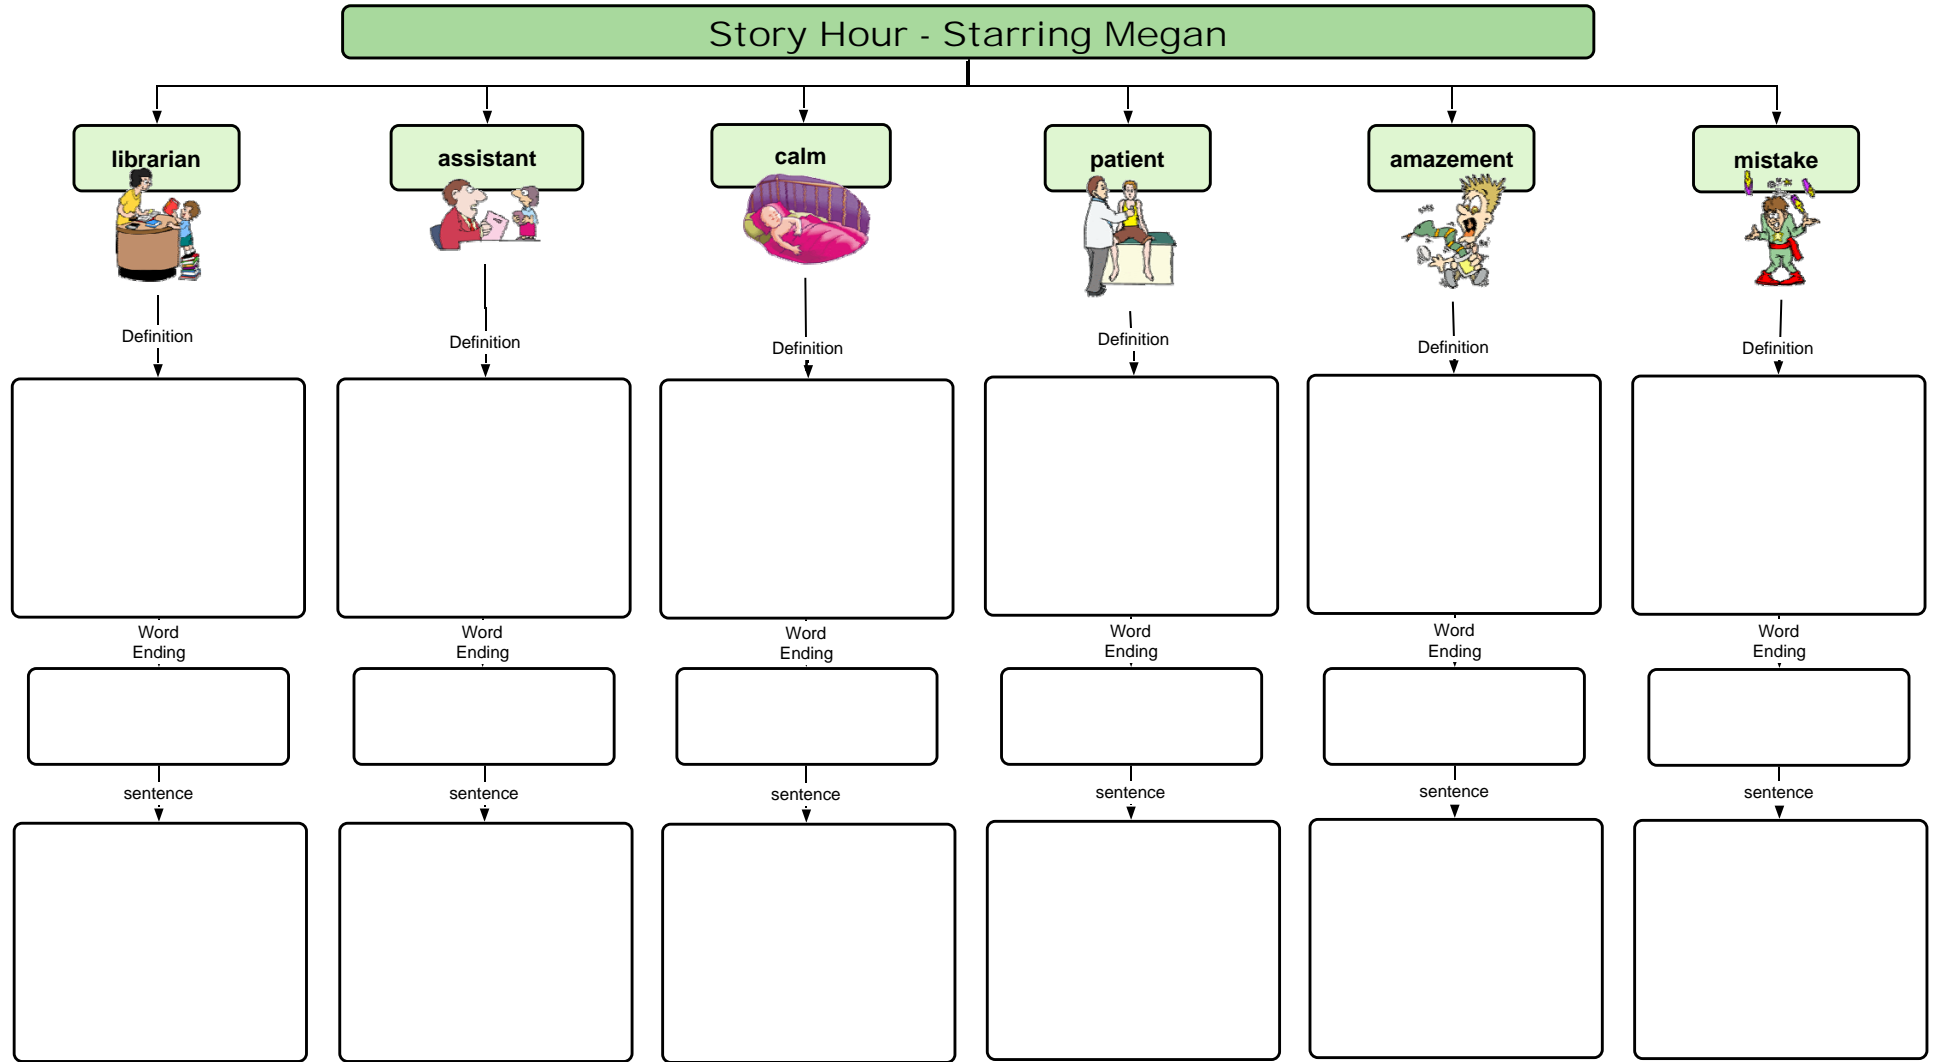 Story Hour - Starring Megan
librarian
assistant
calm
patient
amazement
mistake
Definition
Definition
Definition
Definition
Definition
Definition
Word
Ending
Word
Ending
Word
Ending
Word
Ending
Word
Ending
Word
Ending
sentence
sentence
sentence
sentence
sentence
sentence